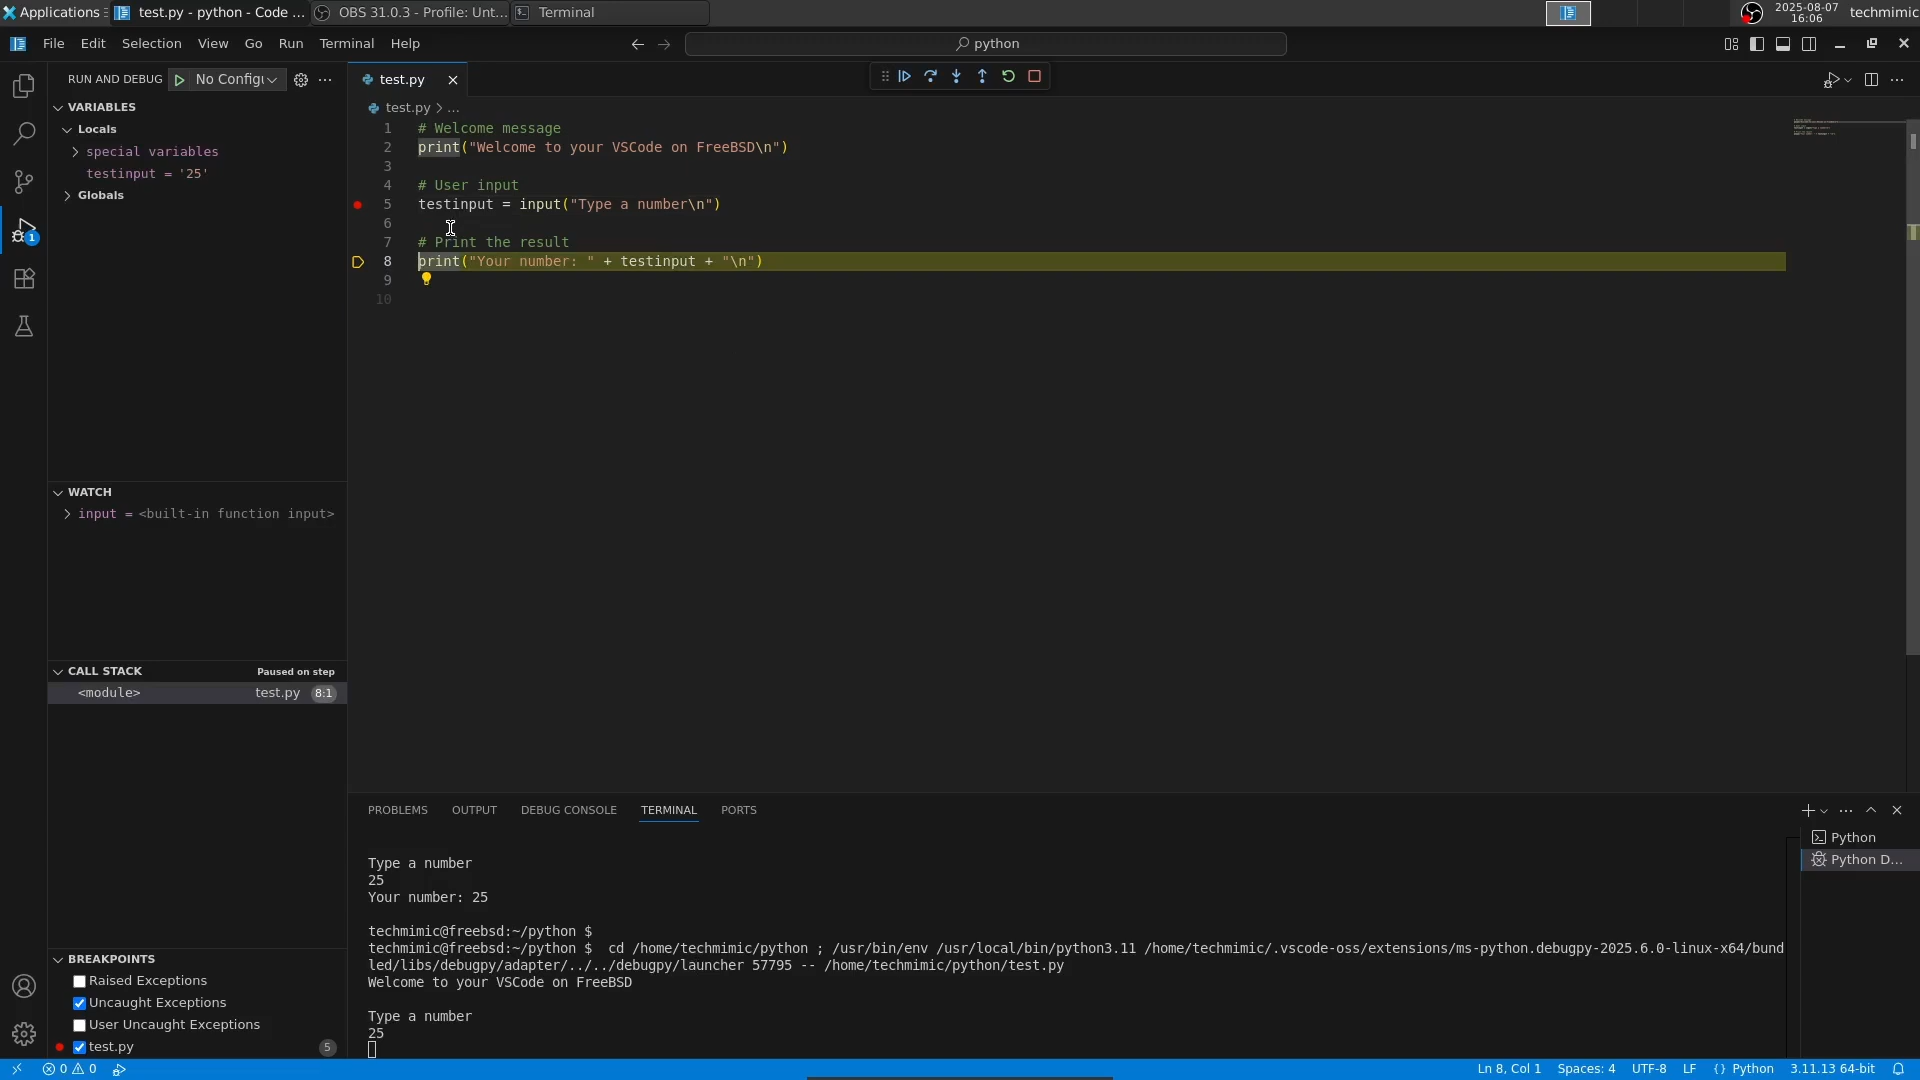 Applications
test.py - python - Code ...
OBS 31.0.3 - Profile: Unt...
Terminal
2025-08-07
16:06
techmimic
File Edit Selection View Go Run Terminal Help
python
RUN AND DEBUG
No Configu
test.py
VARIABLES
Locals
special variables
testinput = '25'
Globals
test.py > ...
1 # Welcome message
2 print("Welcome to your VSCode on FreeBSD\n")
3
4 # User input
5 testinput = input("Type a number\n")
6
7 # Print the result
8 print("Your number: " + testinput + "\n")
9
10
WATCH
input = <built-in function input>
CALL STACK
Paused on step
<module> test.py 8:1
BREAKPOINTS
Raised Exceptions
Uncaught Exceptions
User Uncaught Exceptions
test.py 5
PROBLEMS OUTPUT DEBUG CONSOLE TERMINAL PORTS
Python
Python D...
Type a number
25
Your number: 25
techmimic@freebsd:~/python $
techmimic@freebsd:~/python $  cd /home/techmimic/python ; /usr/bin/env /usr/local/bin/python3.11 /home/techmimic/.vscode-oss/extensions/ms-python.debugpy-2025.6.0-linux-x64/bund
led/libs/debugpy/adapter/../../debugpy/launcher 57795 -- /home/techmimic/python/test.py
Welcome to your VSCode on FreeBSD
Type a number
25
1
0 0
Ln 8, Col 1 Spaces: 4 UTF-8 LF {} Python 3.11.13 64-bit